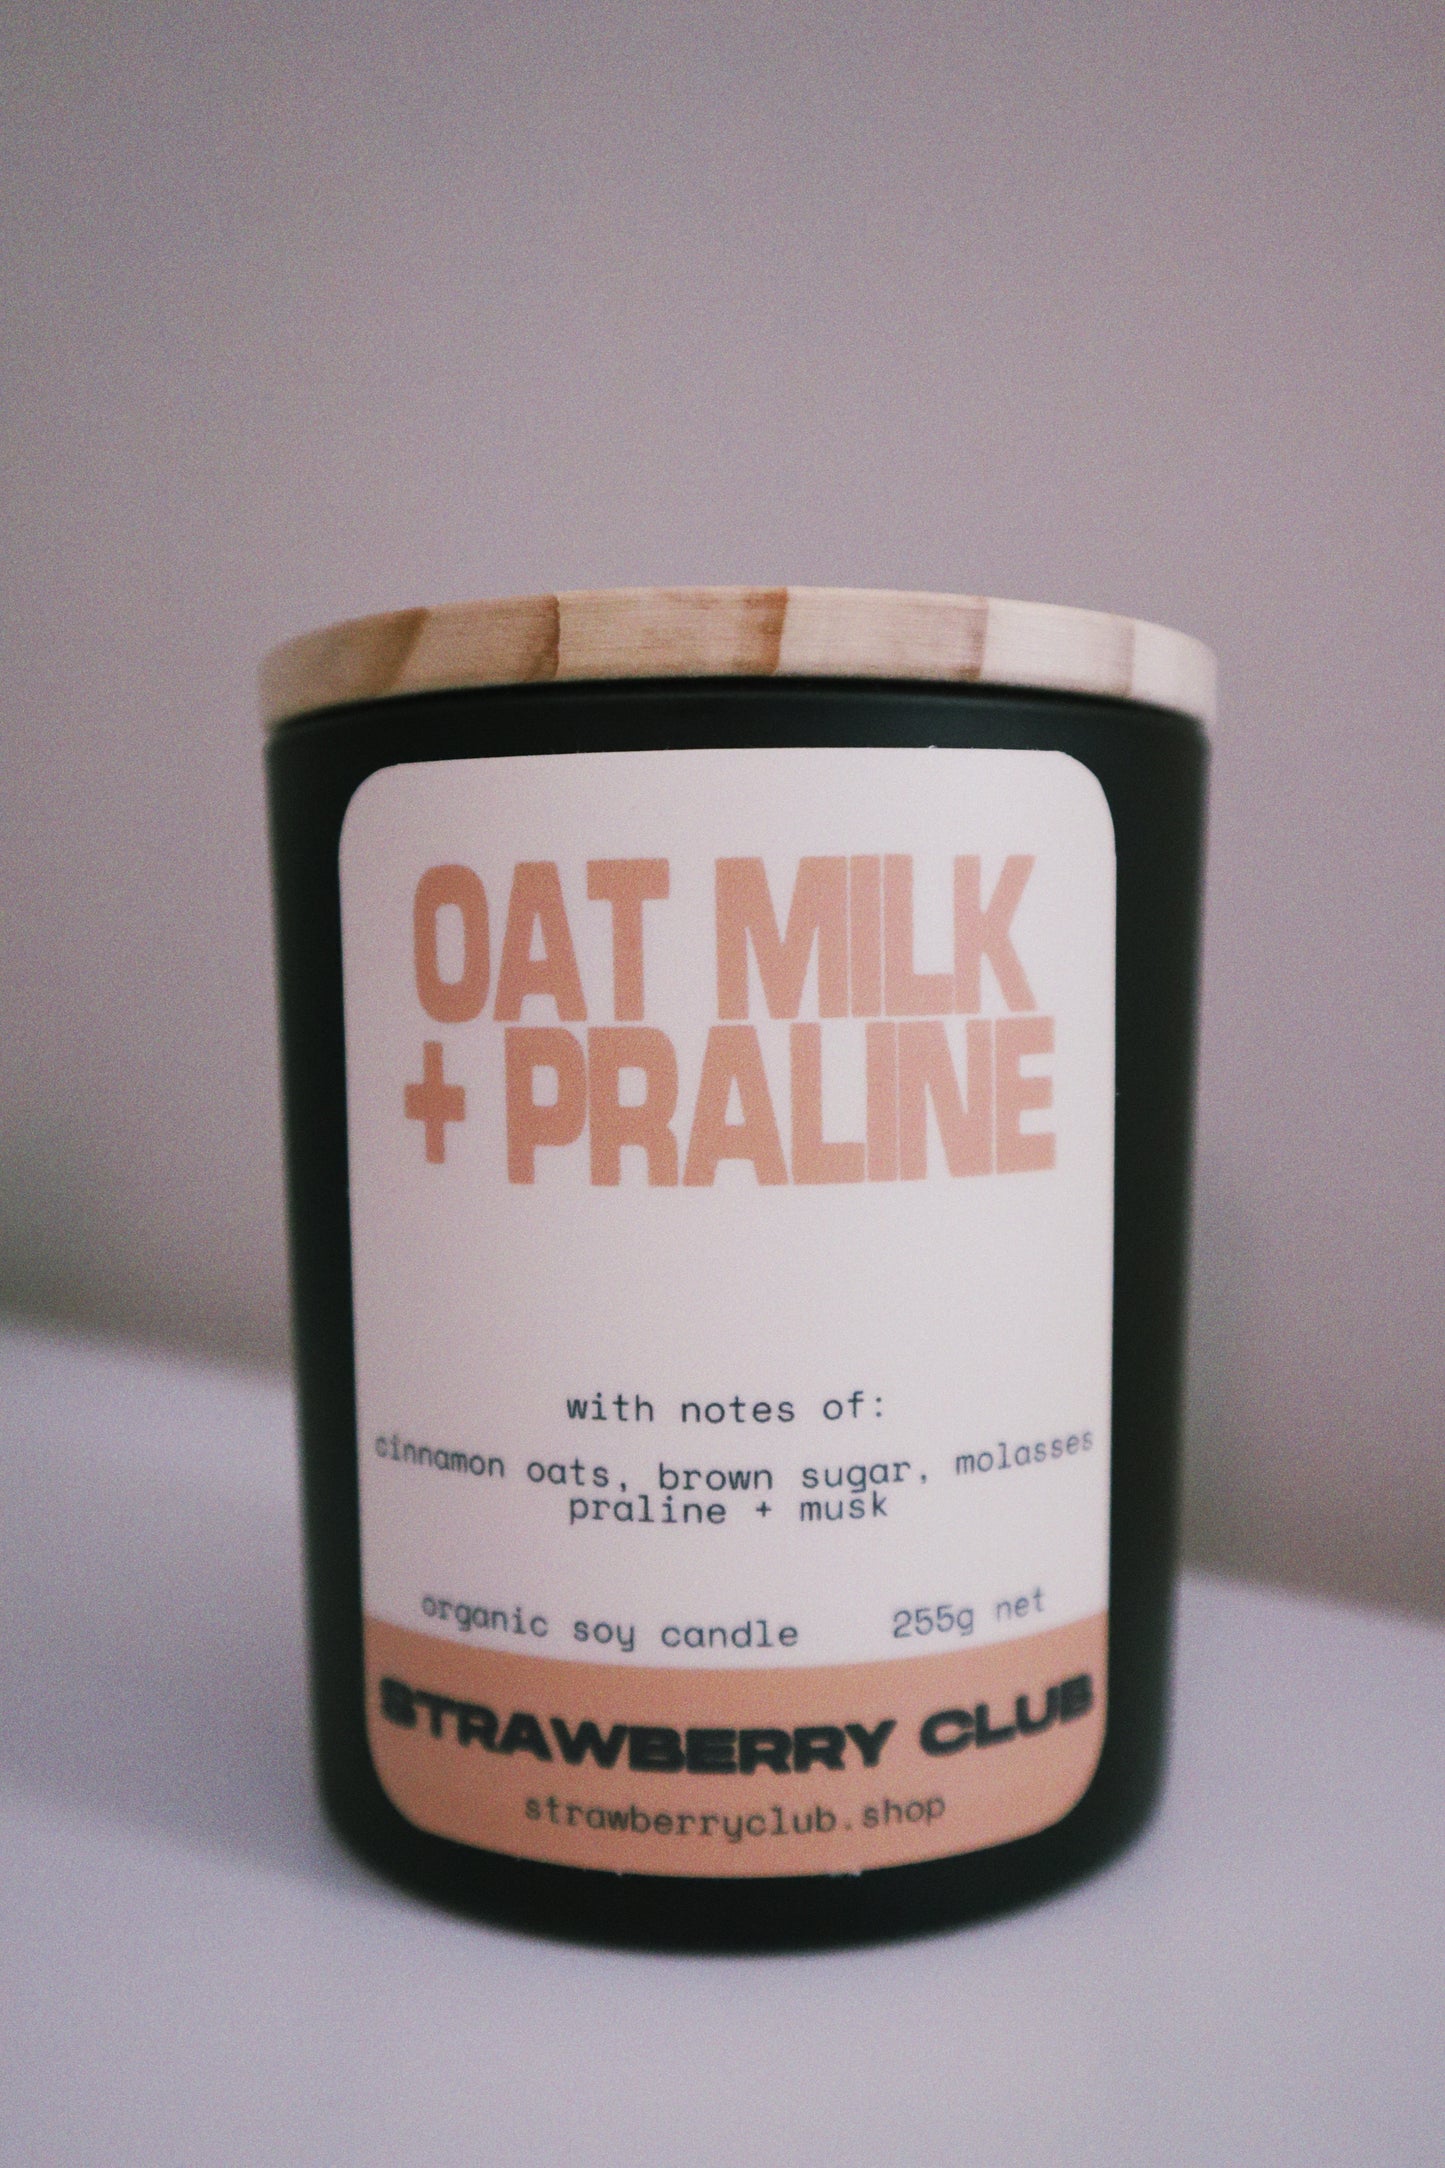 OAT MILK
+ PRALINE
with notes of:
cinnamon oats, brown sugar, molasses
praline + musk
organic soy candle 255g net
STRAWBERRY CLUB
strawberryclub.shop